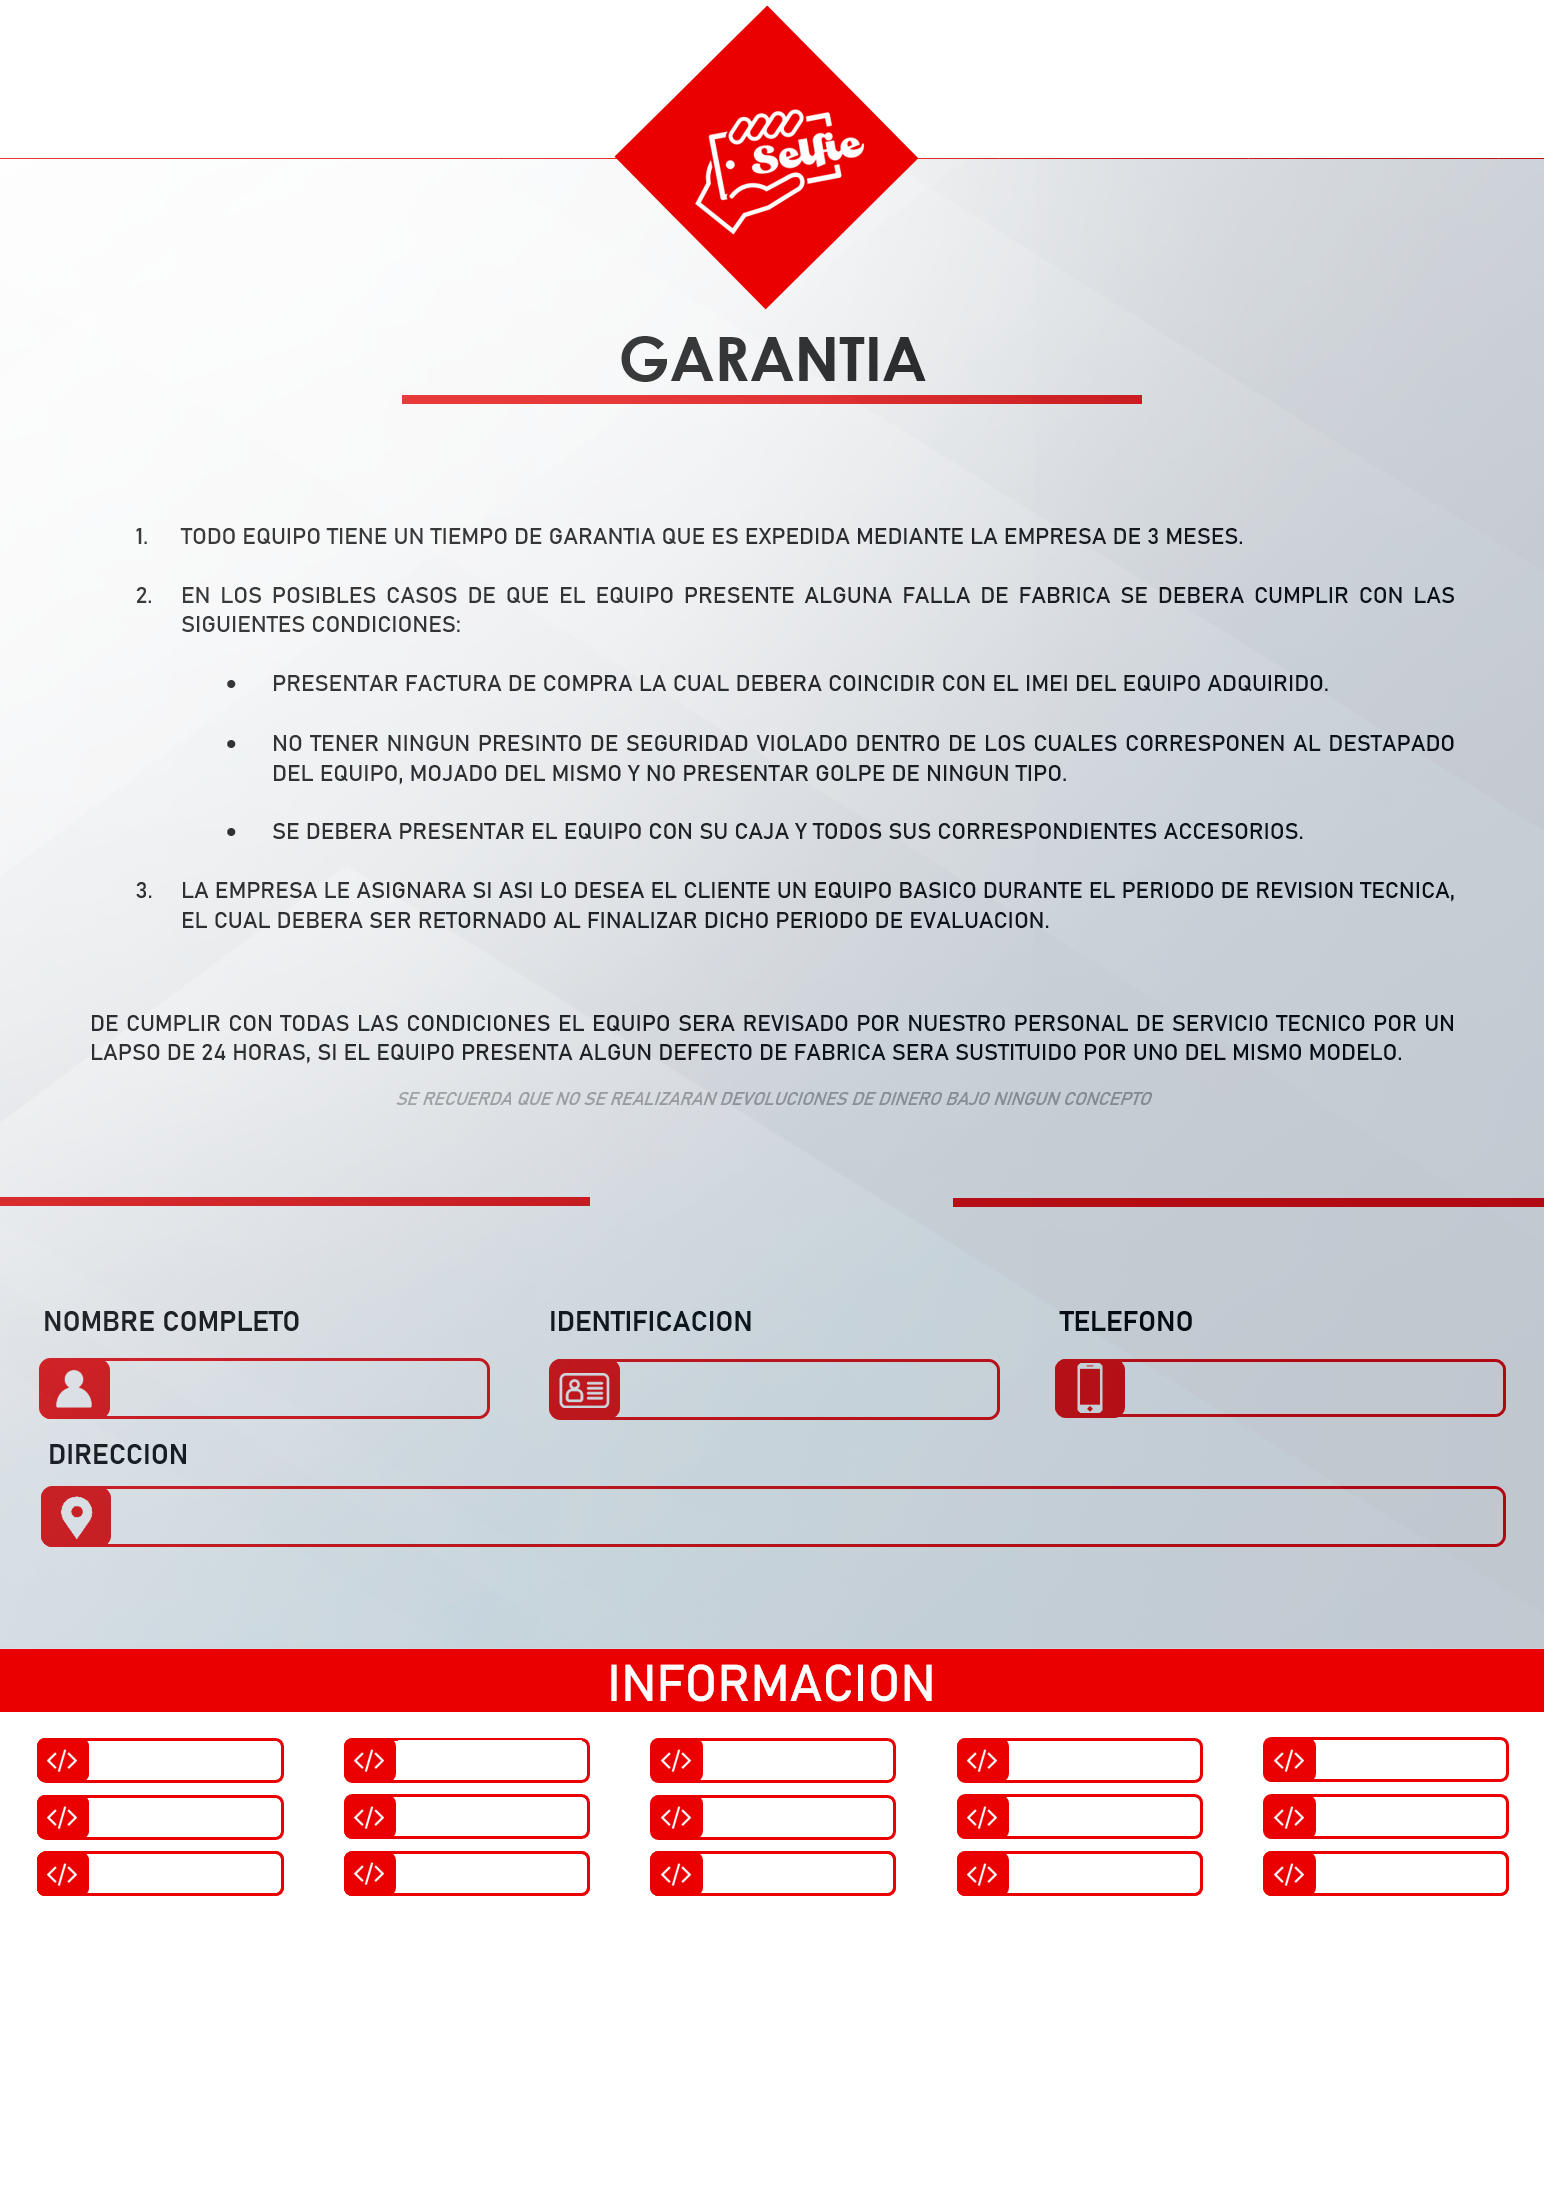 Selfie
GARANTIA
1. TODO EQUIPO TIENE UN TIEMPO DE GARANTIA QUE ES EXPEDIDA MEDIANTE LA EMPRESA DE 3 MESES.
2. EN LOS POSIBLES CASOS DE QUE EL EQUIPO PRESENTE ALGUNA FALLA DE FABRICA SE DEBERA CUMPLIR CON LAS
SIGUIENTES CONDICIONES:
• PRESENTAR FACTURA DE COMPRA LA CUAL DEBERA COINCIDIR CON EL IMEI DEL EQUIPO ADQUIRIDO.
• NO TENER NINGUN PRESINTO DE SEGURIDAD VIOLADO DENTRO DE LOS CUALES CORRESPONEN AL DESTAPADO
DEL EQUIPO, MOJADO DEL MISMO Y NO PRESENTAR GOLPE DE NINGUN TIPO.
• SE DEBERA PRESENTAR EL EQUIPO CON SU CAJA Y TODOS SUS CORRESPONDIENTES ACCESORIOS.
3. LA EMPRESA LE ASIGNARA SI ASI LO DESEA EL CLIENTE UN EQUIPO BASICO DURANTE EL PERIODO DE REVISION TECNICA,
EL CUAL DEBERA SER RETORNADO AL FINALIZAR DICHO PERIODO DE EVALUACION.
DE CUMPLIR CON TODAS LAS CONDICIONES EL EQUIPO SERA REVISADO POR NUESTRO PERSONAL DE SERVICIO TECNICO POR UN
LAPSO DE 24 HORAS, SI EL EQUIPO PRESENTA ALGUN DEFECTO DE FABRICA SERA SUSTITUIDO POR UNO DEL MISMO MODELO.
SE RECUERDA QUE NO SE REALIZARAN DEVOLUCIONES DE DINERO BAJO NINGUN CONCEPTO
NOMBRE COMPLETO IDENTIFICACION TELEFONO
DIRECCION
INFORMACION